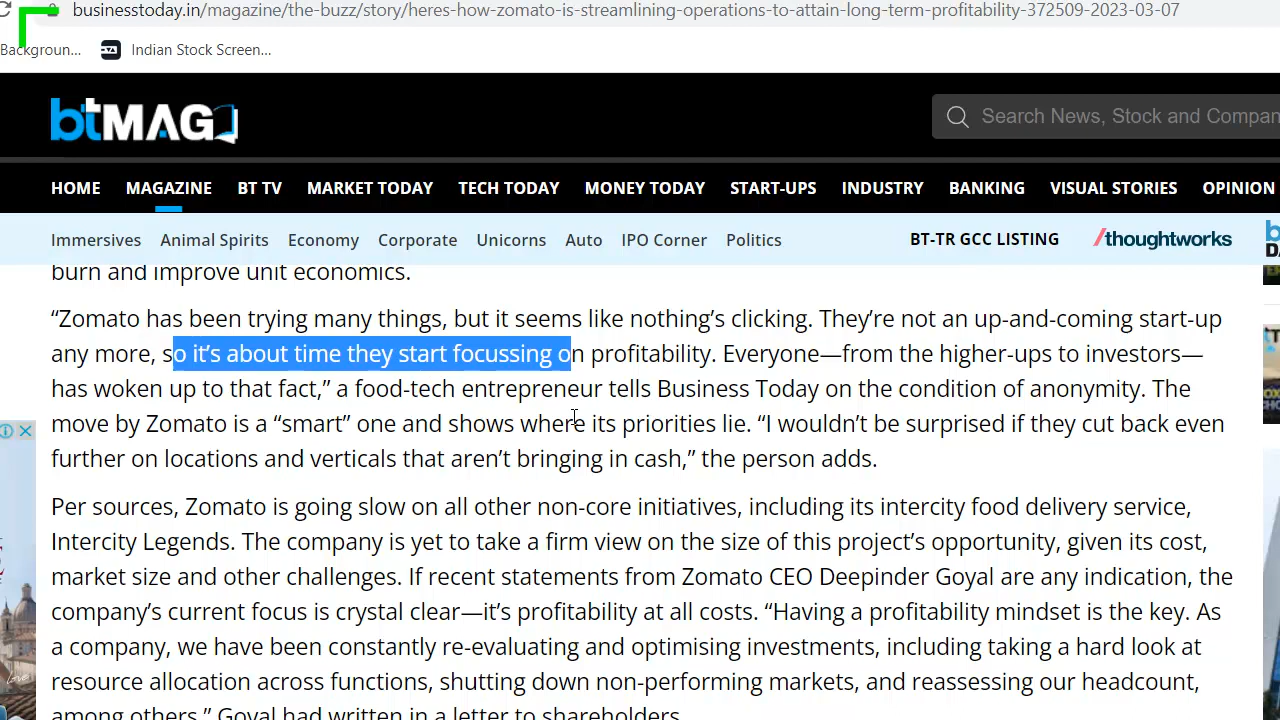 businesstoday.in/magazine/the-buzz/story/heres-how-zomato-is-streamlining-operations-to-attain-long-term-profitability-372509-2023-03-07
Backgroun... Indian Stock Screen...
btMAG Search News, Stock and Compan
HOME MAGAZINE BT TV MARKET TODAY TECH TODAY MONEY TODAY START-UPS INDUSTRY BANKING VISUAL STORIES OPINION
Immersives Animal Spirits Economy Corporate Unicorns Auto IPO Corner Politics BT-TR GCC LISTING /thoughtworks
burn and improve unit economics.
“Zomato has been trying many things, but it seems like nothing’s clicking. They’re not an up-and-coming start-up
any more, so it’s about time they start focussing on profitability. Everyone—from the higher-ups to investors—
has woken up to that fact,” a food-tech entrepreneur tells Business Today on the condition of anonymity. The
move by Zomato is a “smart” one and shows where its priorities lie. “I wouldn’t be surprised if they cut back even
further on locations and verticals that aren’t bringing in cash,” the person adds.
Per sources, Zomato is going slow on all other non-core initiatives, including its intercity food delivery service,
Intercity Legends. The company is yet to take a firm view on the size of this project’s opportunity, given its cost,
market size and other challenges. If recent statements from Zomato CEO Deepinder Goyal are any indication, the
company’s current focus is crystal clear—it’s profitability at all costs. “Having a profitability mindset is the key. As
a company, we have been constantly re-evaluating and optimising investments, including taking a hard look at
resource allocation across functions, shutting down non-performing markets, and reassessing our headcount,
among others,” Goyal had written in a letter to shareholders.